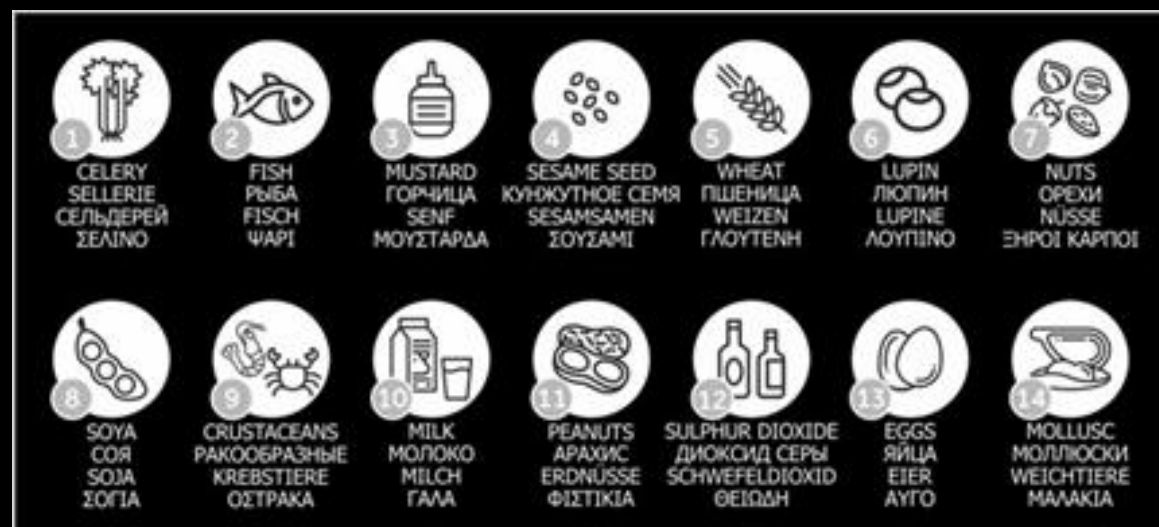 1
CELERY
SELLERIE
СЕЛЬДЕРЕЙ
ΣΕΛΙΝΟ
2
FISH
РЫБА
FISCH
ΨΑΡΙ
3
MUSTARD
ГОРЧИЦА
SENF
ΜΟΥΣΤΑΡΔΑ
4
SESAME SEED
КУНЖУТНОЕ СЕМЯ
SESAMSAMEN
ΣΟΥΣΑΜΙ
5
WHEAT
ПШЕНИЦА
WEIZEN
ΓΛΟΥΤΕΝΗ
6
LUPIN
ЛЮПИН
LUPINE
ΛΟΥΠΙΝΟ
7
NUTS
ОРЕХИ
NÜSSE
ΞΗΡΟΙ ΚΑΡΠΟΙ
8
SOYA
СОЯ
SOJA
ΣΟΓΙΑ
9
CRUSTACEANS
РАКООБРАЗНЫЕ
KREBSTIERE
ΟΣΤΡΑΚΑ
10
MILK
МОЛОКО
MILCH
ΓΑΛΑ
11
PEANUTS
АРАХИС
ERDNÜSSE
ΦΙΣΤΙΚΙΑ
12
SULPHUR DIOXIDE
ДИОКСИД СЕРЫ
SCHWEFELDIOXID
ΘΕΙΩΔΗ
13
EGGS
ЯЙЦА
EIER
ΑΥΓΟ
14
MOLLUSC
МОЛЛЮСКИ
WEICHTIERE
ΜΑΛΑΚΙΑ